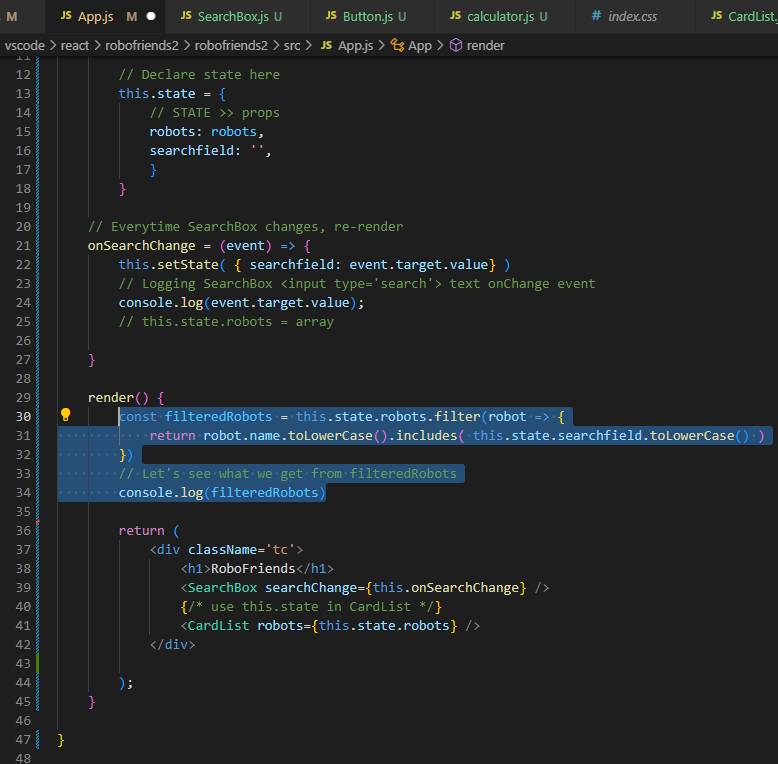 M JS App.js M ● JS SearchBox.js U JS Button.js U JS calculator.js U # index.css JS CardList.
vscode > react > robofriends2 > robofriends2 > src > JS App.js > App > render
11
12 // Declare state here
13 this.state = {
14 // STATE >> props
15 robots: robots,
16 searchfield: '',
17 }
18 }
19
20 // Everytime SearchBox changes, re-render
21 onSearchChange = (event) => {
22 this.setState( { searchfield: event.target.value} )
23 // Logging SearchBox <input type='search'> text onChange event
24 console.log(event.target.value);
25 // this.state.robots = array
26
27 }
28
29 render() {
30 const filteredRobots = this.state.robots.filter(robot => {
31 return robot.name.toLowerCase().includes( this.state.searchfield.toLowerCase() )
32 })
33 // Let's see what we get from filteredRobots
34 console.log(filteredRobots)
35
36 return (
37 <div className='tc'>
38 <h1>RoboFriends</h1>
39 <SearchBox searchChange={this.onSearchChange} />
40 {/* use this.state in CardList */}
41 <CardList robots={this.state.robots} />
42 </div>
43
44 );
45 }
46
47 }
48